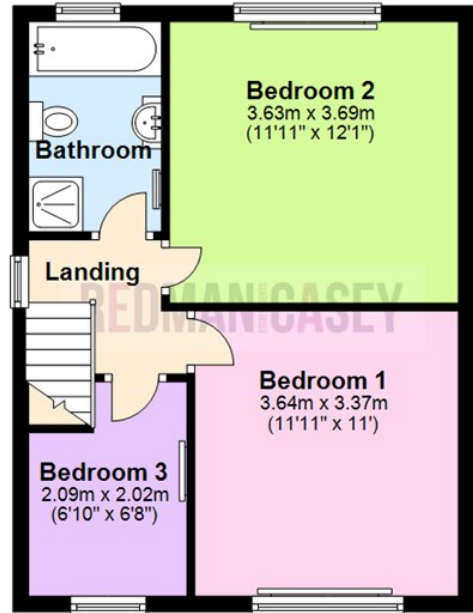 Bedroom 2
3.63m x 3.69m
(11'11" x 12'1")
Bathroom
Landing
REDMAN CASEY
Bedroom 1
3.64m x 3.37m
(11'11" x 11')
Bedroom 3
2.09m x 2.02m
(6'10" x 6'8")